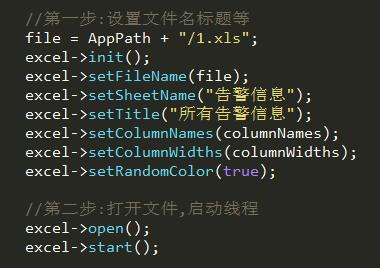 //第一步:设置文件名标题等
file = AppPath + "/1.xls";
excel->init();
excel->setFileName(file);
excel->setSheetName("告警信息");
excel->setTitle("所有告警信息");
excel->setColumnNames(columnNames);
excel->setColumnWidths(columnWidths);
excel->setRandomColor(true);
//第二步:打开文件,启动线程
excel->open();
excel->start();